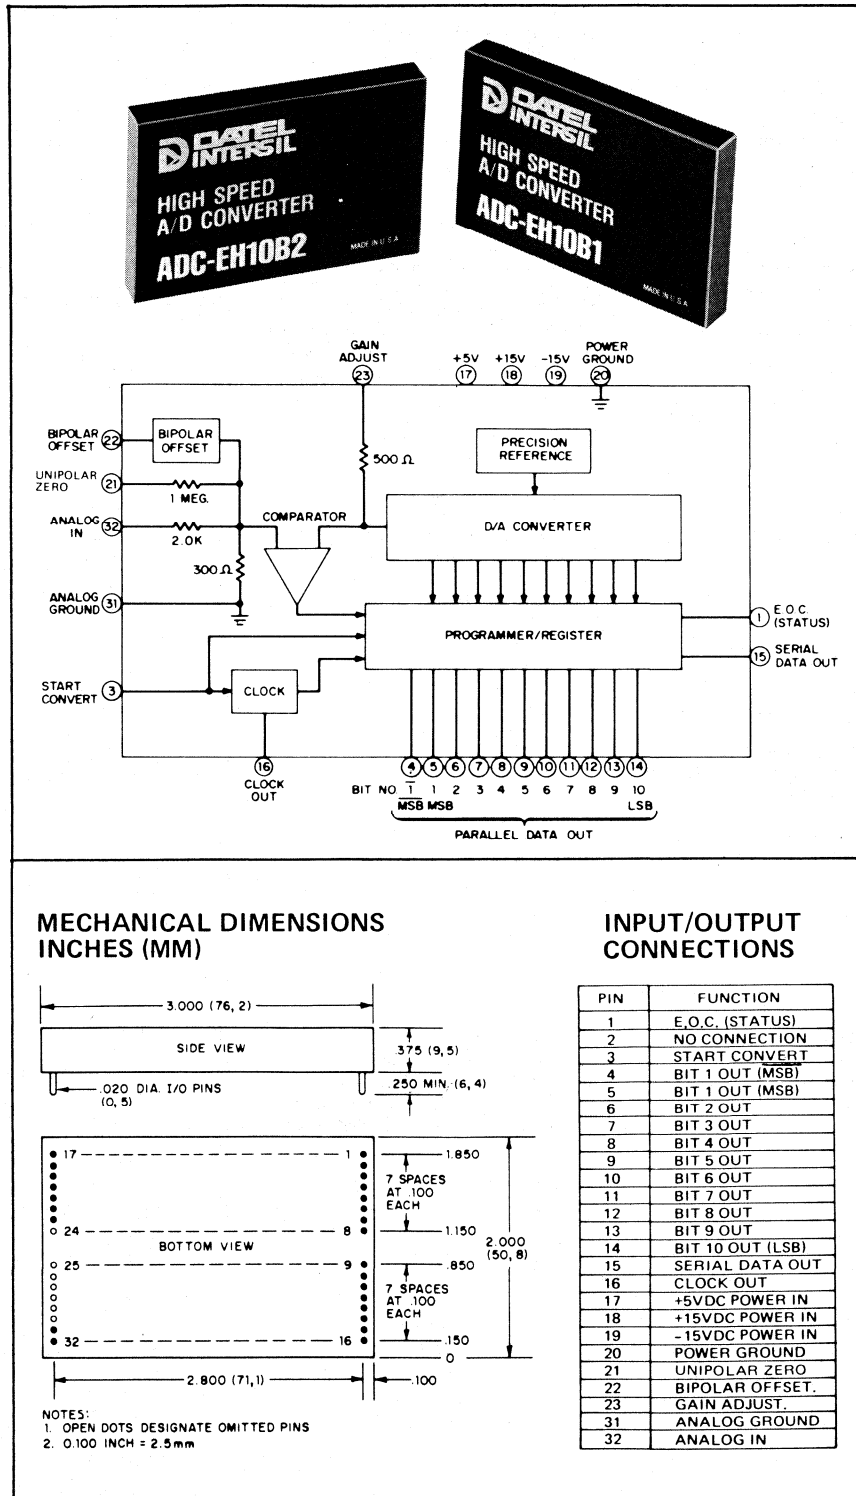 DATEL
INTERSIL
HIGH SPEED
A/D CONVERTER
ADC-EH10B2
MADE IN U.S.A
DATEL
INTERSIL
HIGH SPEED
A/D CONVERTER
ADC-EH10B1
MADE IN U.S.A
GAIN
ADJUST
23
+5V
17
+15V
18
-15V
19
POWER
GROUND
20
BIPOLAR
OFFSET
22
BIPOLAR
OFFSET
UNIPOLAR
ZERO
21
1 MEG.
ANALOG
IN
32
2.0K
300 Ω
500 Ω
COMPARATOR
PRECISION
REFERENCE
D/A CONVERTER
ANALOG
GROUND
31
PROGRAMMER/REGISTER
1
E.O.C.
(STATUS)
15
SERIAL
DATA OUT
START
CONVERT
3
CLOCK
16
CLOCK
OUT
4 5 6 7 8 9 10 11 12 13 14
BIT NO 1̅ 1 2 3 4 5 6 7 8 9 10
M̅S̅B̅ MSB LSB
PARALLEL DATA OUT
MECHANICAL DIMENSIONS
INCHES (MM)
3.000 (76, 2)
SIDE VIEW
.375 (9, 5)
.020 DIA. I/O PINS
(0, 5)
.250 MIN. (6, 4)
17 1 1.850
7 SPACES
AT .100
EACH
24 8 1.150
BOTTOM VIEW
2.000
(50, 8)
25 9 .850
7 SPACES
AT .100
EACH
32 16 .150
0
2.800 (71,1)
.100
NOTES:
1. OPEN DOTS DESIGNATE OMITTED PINS
2. 0.100 INCH = 2.5mm
INPUT/OUTPUT
CONNECTIONS
PIN FUNCTION
1 E.O.C. (STATUS)
2 NO CONNECTION
3 START CONVERT
4 BIT 1 OUT (M̅S̅B̅)
5 BIT 1 OUT (MSB)
6 BIT 2 OUT
7 BIT 3 OUT
8 BIT 4 OUT
9 BIT 5 OUT
10 BIT 6 OUT
11 BIT 7 OUT
12 BIT 8 OUT
13 BIT 9 OUT
14 BIT 10 OUT (LSB)
15 SERIAL DATA OUT
16 CLOCK OUT
17 +5VDC POWER IN
18 +15VDC POWER IN
19 -15VDC POWER IN
20 POWER GROUND
21 UNIPOLAR ZERO
22 BIPOLAR OFFSET.
23 GAIN ADJUST.
31 ANALOG GROUND
32 ANALOG IN